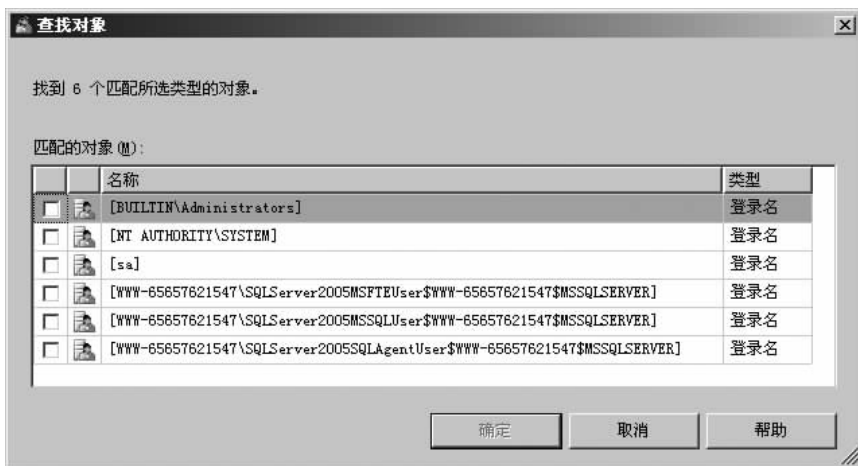 查找对象
找到 6 个匹配所选类型的对象。
匹配的对象(M):
名称 类型
[BUILTIN\Administrators] 登录名
[NT AUTHORITY\SYSTEM] 登录名
[sa] 登录名
[WWW-65657621547\SQLServer2005MSFTEUser$WWW-65657621547$MSSQLSERVER] 登录名
[WWW-65657621547\SQLServer2005MSSQLUser$WWW-65657621547$MSSQLSERVER] 登录名
[WWW-65657621547\SQLServer2005SQLAgentUser$WWW-65657621547$MSSQLSERVER] 登录名
确定 取消 帮助